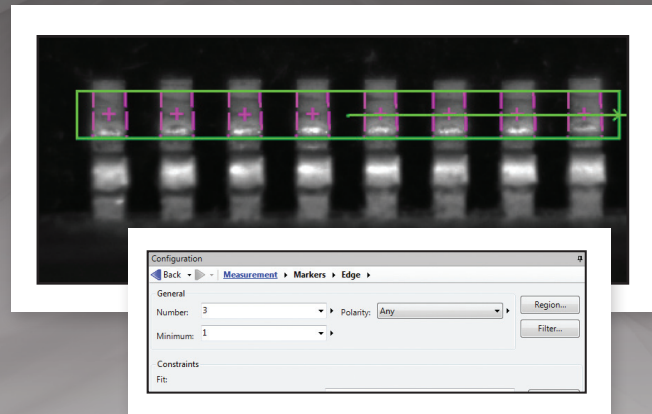 Configuration
Back Measurement Markers Edge
General
Number: 3 Polarity: Any Region...
Minimum: 1 Filter...
Constraints
Fit: